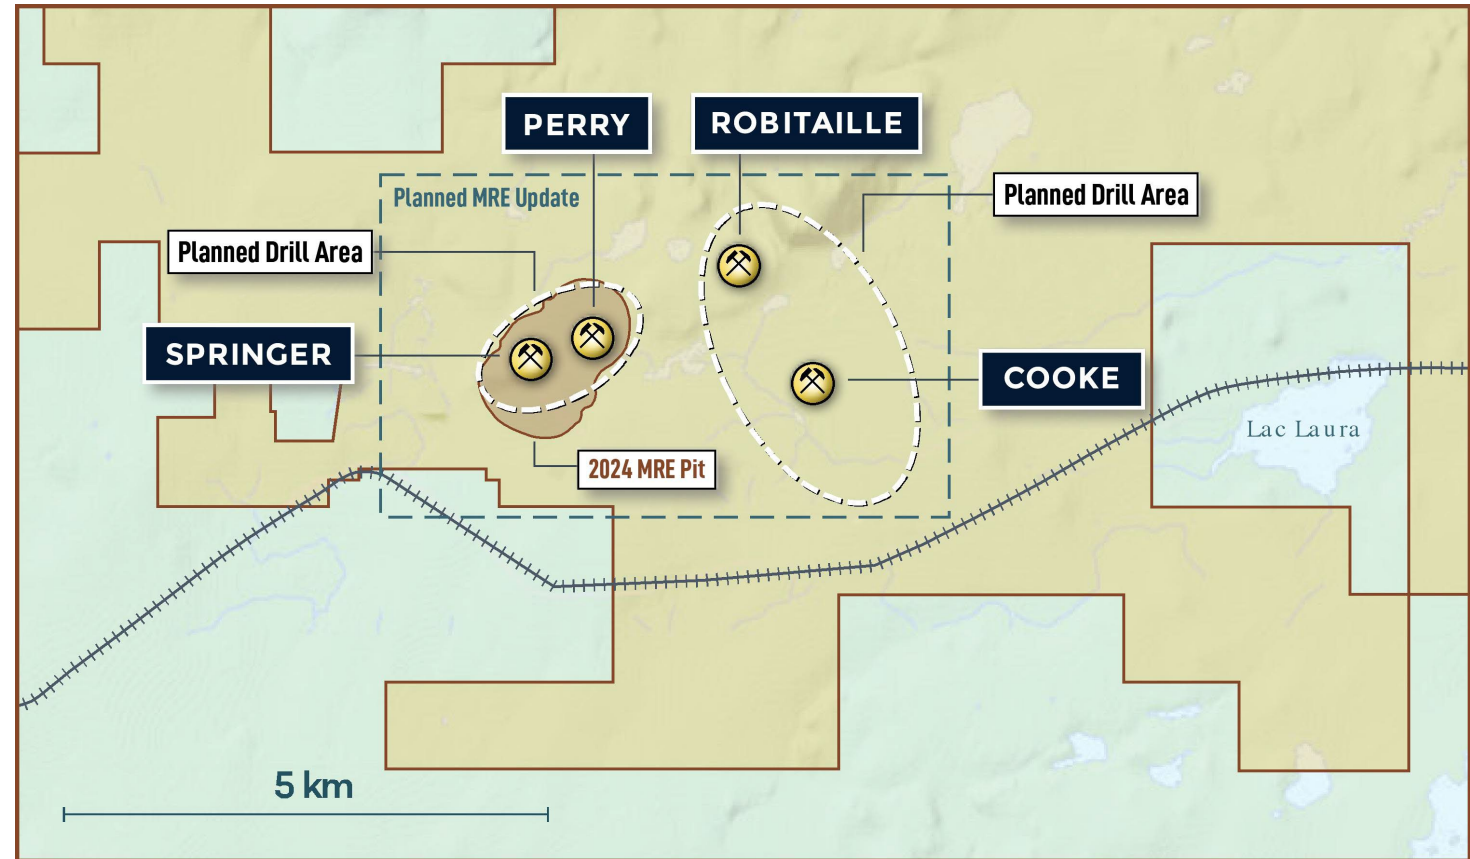 PERRY
ROBITAILLE
Planned MRE Update
Planned Drill Area
Planned Drill Area
SPRINGER
COOKE
Lac Laura
2024 MRE Pit
5 km